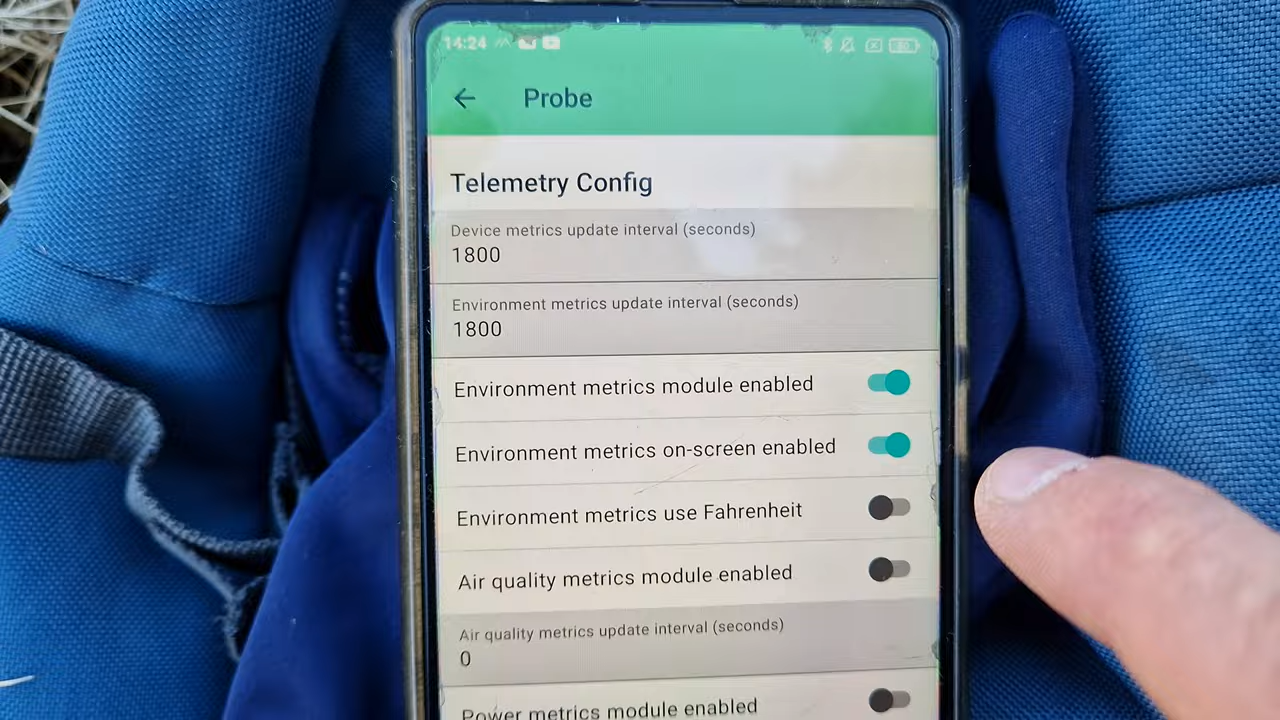 14:24
80
Probe
Telemetry Config
Device metrics update interval (seconds)
1800
Environment metrics update interval (seconds)
1800
Environment metrics module enabled
Environment metrics on-screen enabled
Environment metrics use Fahrenheit
Air quality metrics module enabled
Air quality metrics update interval (seconds)
0
Power metrics module enabled